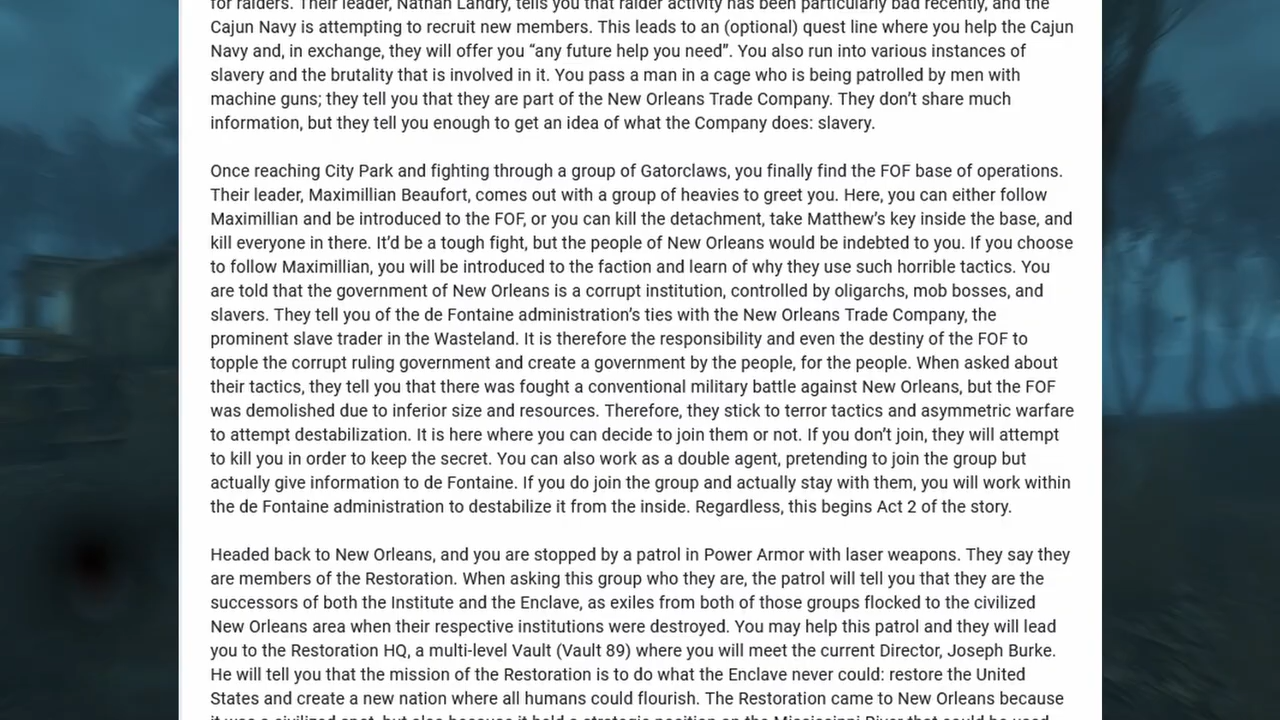 for raiders. Their leader, Nathan Landry, tells you that raider activity has been particularly bad recently, and the
Cajun Navy is attempting to recruit new members. This leads to an (optional) quest line where you help the Cajun
Navy and, in exchange, they will offer you “any future help you need”. You also run into various instances of
slavery and the brutality that is involved in it. You pass a man in a cage who is being patrolled by men with
machine guns; they tell you that they are part of the New Orleans Trade Company. They don’t share much
information, but they tell you enough to get an idea of what the Company does: slavery.
Once reaching City Park and fighting through a group of Gatorclaws, you finally find the FOF base of operations.
Their leader, Maximillian Beaufort, comes out with a group of heavies to greet you. Here, you can either follow
Maximillian and be introduced to the FOF, or you can kill the detachment, take Matthew’s key inside the base, and
kill everyone in there. It’d be a tough fight, but the people of New Orleans would be indebted to you. If you choose
to follow Maximillian, you will be introduced to the faction and learn of why they use such horrible tactics. You
are told that the government of New Orleans is a corrupt institution, controlled by oligarchs, mob bosses, and
slavers. They tell you of the de Fontaine administration’s ties with the New Orleans Trade Company, the
prominent slave trader in the Wasteland. It is therefore the responsibility and even the destiny of the FOF to
topple the corrupt ruling government and create a government by the people, for the people. When asked about
their tactics, they tell you that there was fought a conventional military battle against New Orleans, but the FOF
was demolished due to inferior size and resources. Therefore, they stick to terror tactics and asymmetric warfare
to attempt destabilization. It is here where you can decide to join them or not. If you don’t join, they will attempt
to kill you in order to keep the secret. You can also work as a double agent, pretending to join the group but
actually give information to de Fontaine. If you do join the group and actually stay with them, you will work within
the de Fontaine administration to destabilize it from the inside. Regardless, this begins Act 2 of the story.
Headed back to New Orleans, and you are stopped by a patrol in Power Armor with laser weapons. They say they
are members of the Restoration. When asking this group who they are, the patrol will tell you that they are the
successors of both the Institute and the Enclave, as exiles from both of those groups flocked to the civilized
New Orleans area when their respective institutions were destroyed. You may help this patrol and they will lead
you to the Restoration HQ, a multi-level Vault (Vault 89) where you will meet the current Director, Joseph Burke.
He will tell you that the mission of the Restoration is to do what the Enclave never could: restore the United
States and create a new nation where all humans could flourish. The Restoration came to New Orleans because
it was a civilized spot, but also because it held a strategic position on the Mississippi River that could be used